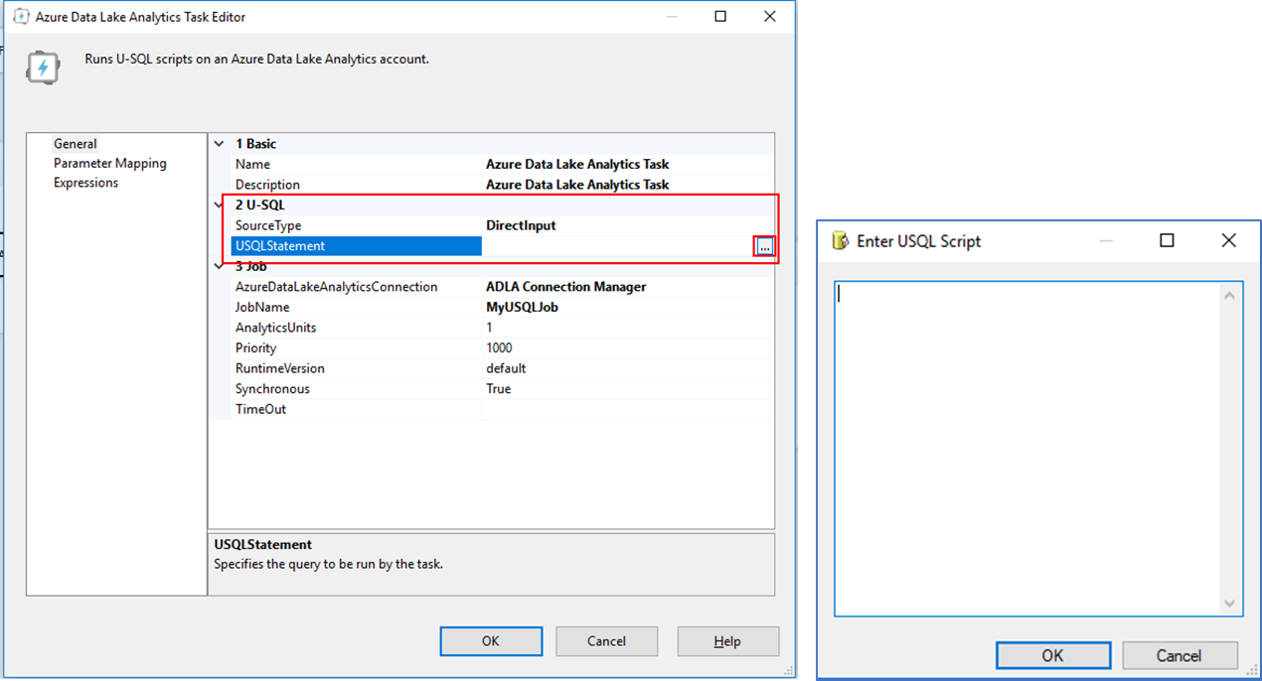 Azure Data Lake Analytics Task Editor
Runs U-SQL scripts on an Azure Data Lake Analytics account.
General
Parameter Mapping
Expressions
1 Basic
Name Azure Data Lake Analytics Task
Description Azure Data Lake Analytics Task
2 U-SQL
SourceType DirectInput
USQLStatement ...
3 Job
AzureDataLakeAnalyticsConnection ADLA Connection Manager
JobName MyUSQLJob
AnalyticsUnits 1
Priority 1000
RuntimeVersion default
Synchronous True
TimeOut
USQLStatement
Specifies the query to be run by the task.
OK Cancel Help
Enter USQL Script
OK Cancel